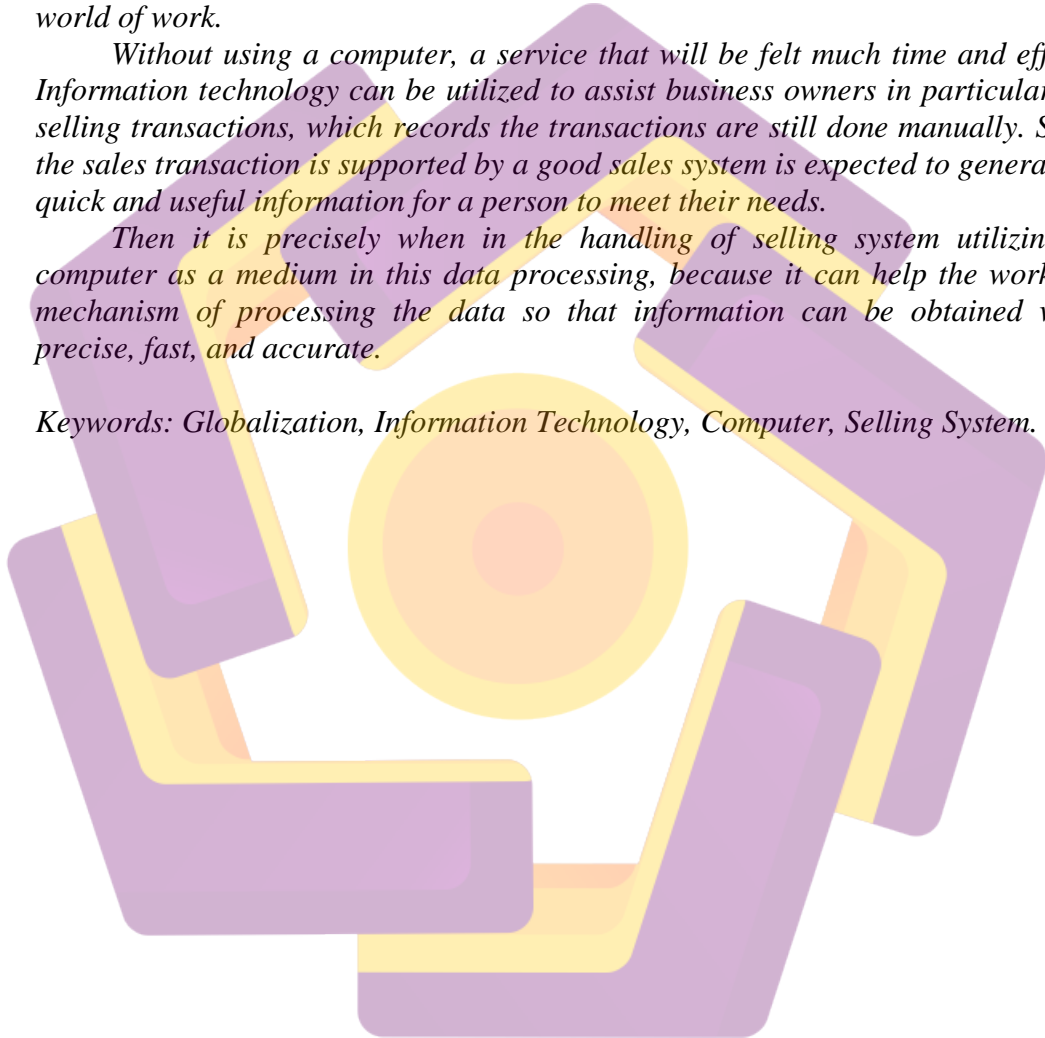 world of work.
Without using a computer, a service that will be felt much time and eff
Information technology can be utilized to assist business owners in particular
selling transactions, which records the transactions are still done manually. S
the sales transaction is supported by a good sales system is expected to genera
quick and useful information for a person to meet their needs.
Then it is precisely when in the handling of selling system utilizin
computer as a medium in this data processing, because it can help the work
mechanism of processing the data so that information can be obtained v
precise, fast, and accurate.
Keywords: Globalization, Information Technology, Computer, Selling System.